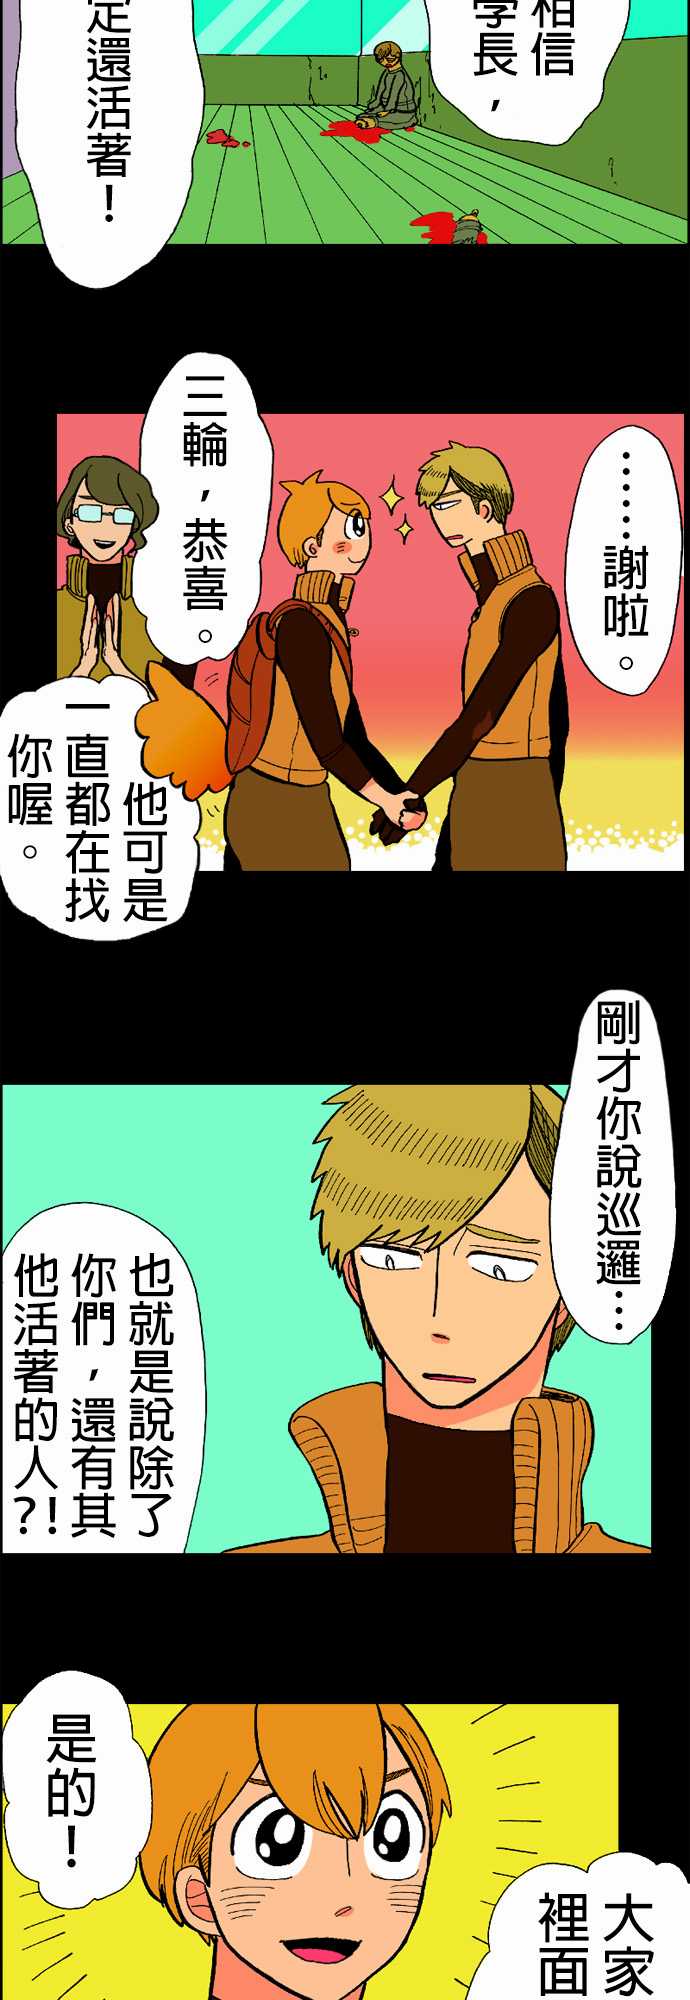 相信
學長，
定還活著！
……謝啦。
三輪，恭喜。
他可是
一直都在找
你喔。
剛才你說巡邏…
也就是說除了
你們，還有其
他活著的人?!
是的！
大家
裡面